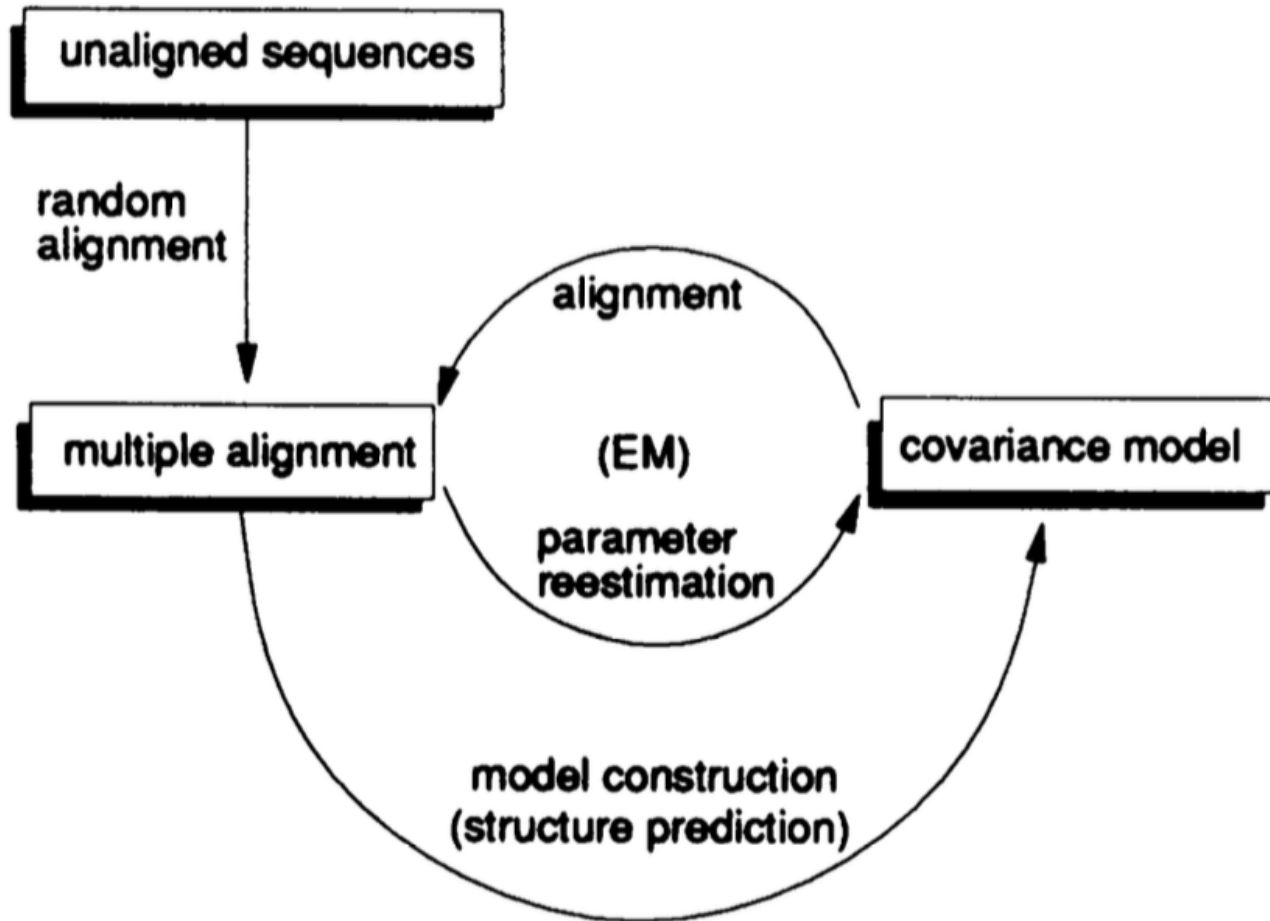 unaligned sequences
random
alignment
alignment
multiple alignment
(EM)
covariance model
parameter
reestimation
model construction
(structure prediction)